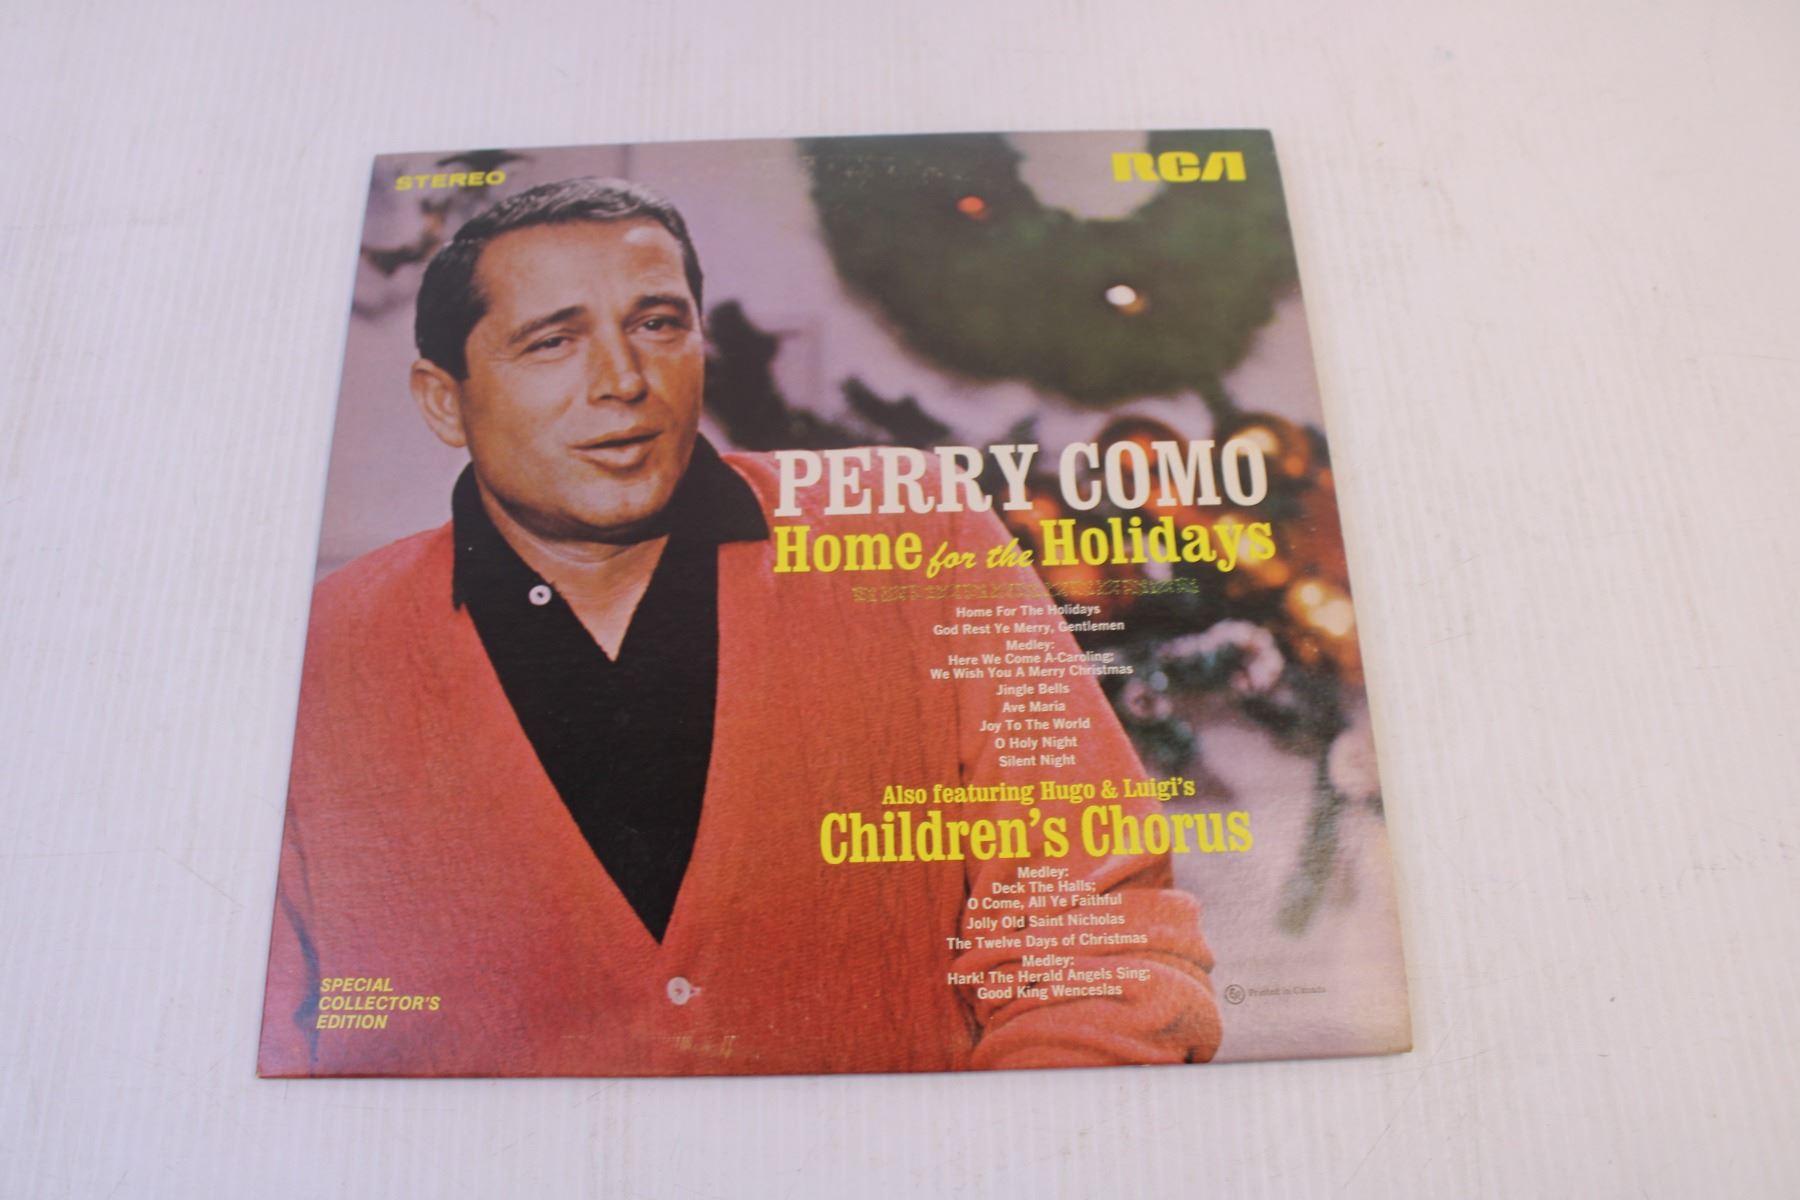 STEREO
RCA
PERRY COMO
Home for the Holidays
Home For The Holidays
God Rest Ye Merry, Gentlemen
Medley:
Here We Come A-Caroling;
We Wish You A Merry Christmas
Jingle Bells
Ave Maria
Joy To The World
O Holy Night
Silent Night
Also featuring Hugo & Luigi's
Children's Chorus
Medley:
Deck The Halls;
O Come, All Ye Faithful
Jolly Old Saint Nicholas
The Twelve Days of Christmas
Medley:
Hark! The Herald Angels Sing;
Good King Wenceslas
SPECIAL
COLLECTOR'S
EDITION
Printed in Canada